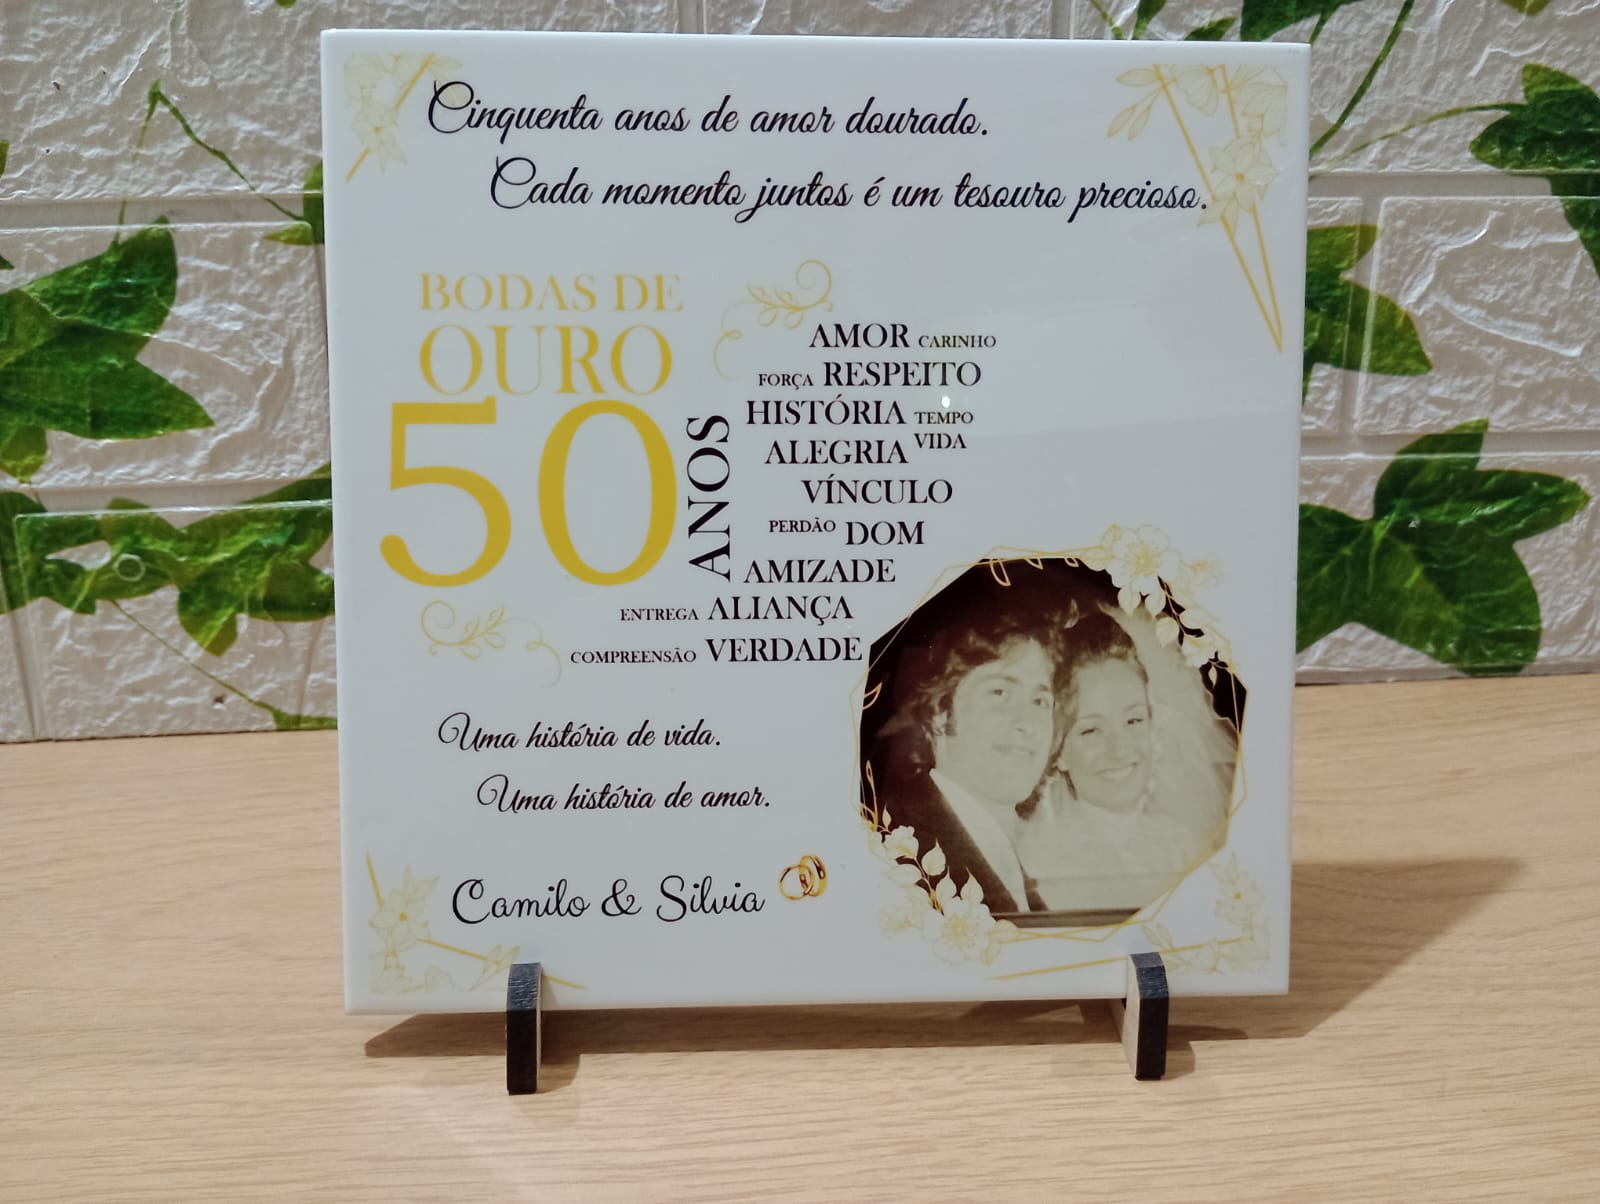 Cinquenta anos de amor dourado.
Cada momento juntos é um tesouro precioso.
BODAS DE
OURO
50
ANOS
AMOR CARINHO
FORÇA RESPEITO
HISTÓRIA TEMPO
ALEGRIA VIDA
VÍNCULO
PERDÃO DOM
AMIZADE
ENTREGA ALIANÇA
COMPREENSÃO VERDADE
Uma história de vida.
Uma história de amor.
Camilo & Silvia